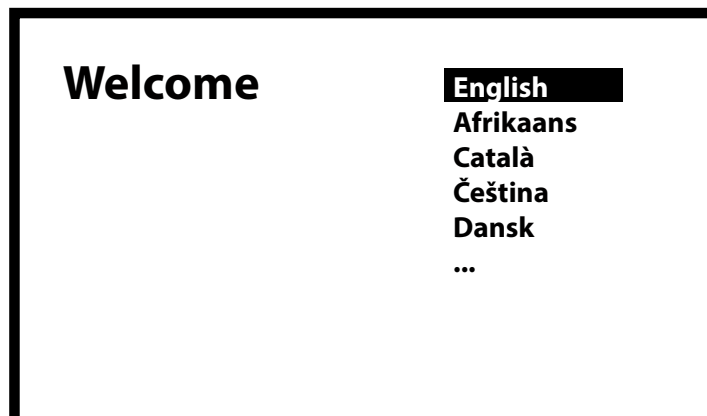 Welcome
English
Afrikaans
Català
Čeština
Dansk
...